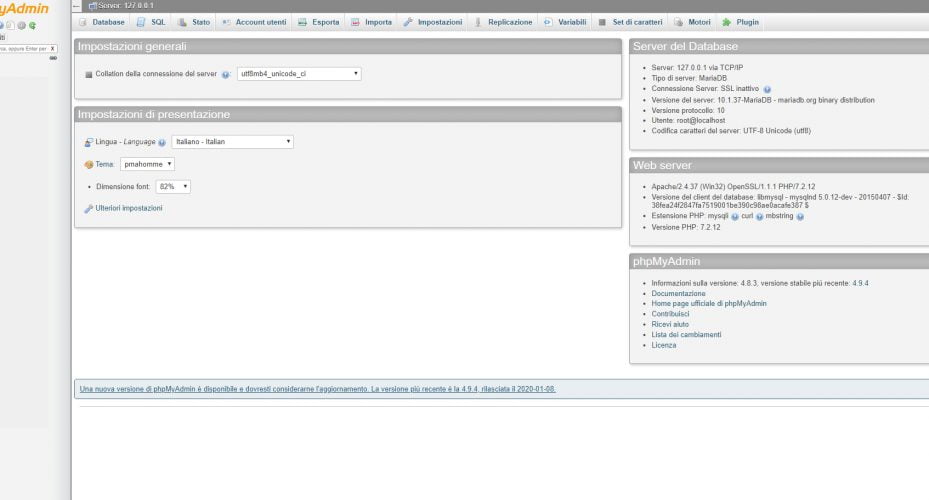 yAdmin
Server: 127.0.0.1
Database SQL Stato Account utenti Esporta Importa Impostazioni Replicazione Variabili Set di caratteri Motori Plugin
eppure Enter per X
Impostazioni generali
Collation della connessione del server utf8mb4_unicode_ci
Impostazioni di presentazione
Lingua - Language Italiano - Italian
Tema: pmahomme
Dimensione font: 82%
Ulteriori impostazioni
Server del Database
Server: 127.0.0.1 via TCP/IP
Tipo di server: MariaDB
Connessione Server: SSL inattivo
Versione del server: 10.1.37-MariaDB - mariadb.org binary distribution
Versione protocollo: 10
Utente: root@localhost
Codifica caratteri del server: UTF-8 Unicode (utf8)
Web server
Apache/2.4.37 (Win32) OpenSSL/1.1.1 PHP/7.2.12
Versione del client del database: libmysql - mysqlnd 5.0.12-dev - 20150407 - $Id:
38fea24f2847fa7519001be390c98ae0acafe387 $
Estensione PHP: mysqli curl mbstring
Versione PHP: 7.2.12
phpMyAdmin
Informazioni sulla versione: 4.8.3, versione stabile più recente: 4.9.4
Documentazione
Home page ufficiale di phpMyAdmin
Contribuisci
Ricevi aiuto
Lista dei cambiamenti
Licenza
Una nuova versione di phpMyAdmin è disponibile e dovresti considerarne l'aggiornamento. La versione più recente è la 4.9.4, rilasciata il 2020-01-08.